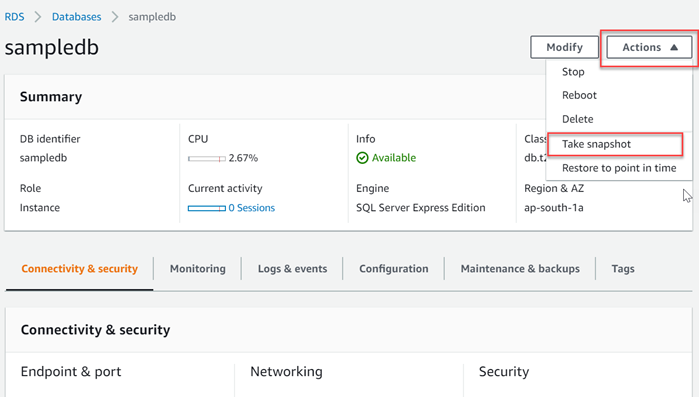 RDS > Databases > sampledb
sampledb
Modify
Actions
Stop
Reboot
Delete
Take snapshot
Restore to point in time
Summary
DB identifier
sampledb
CPU
2.67%
Info
Available
Class
db.t2
Role
Instance
Current activity
0 Sessions
Engine
SQL Server Express Edition
Region & AZ
ap-south-1a
Connectivity & security
Monitoring
Logs & events
Configuration
Maintenance & backups
Tags
Connectivity & security
Endpoint & port
Networking
Security